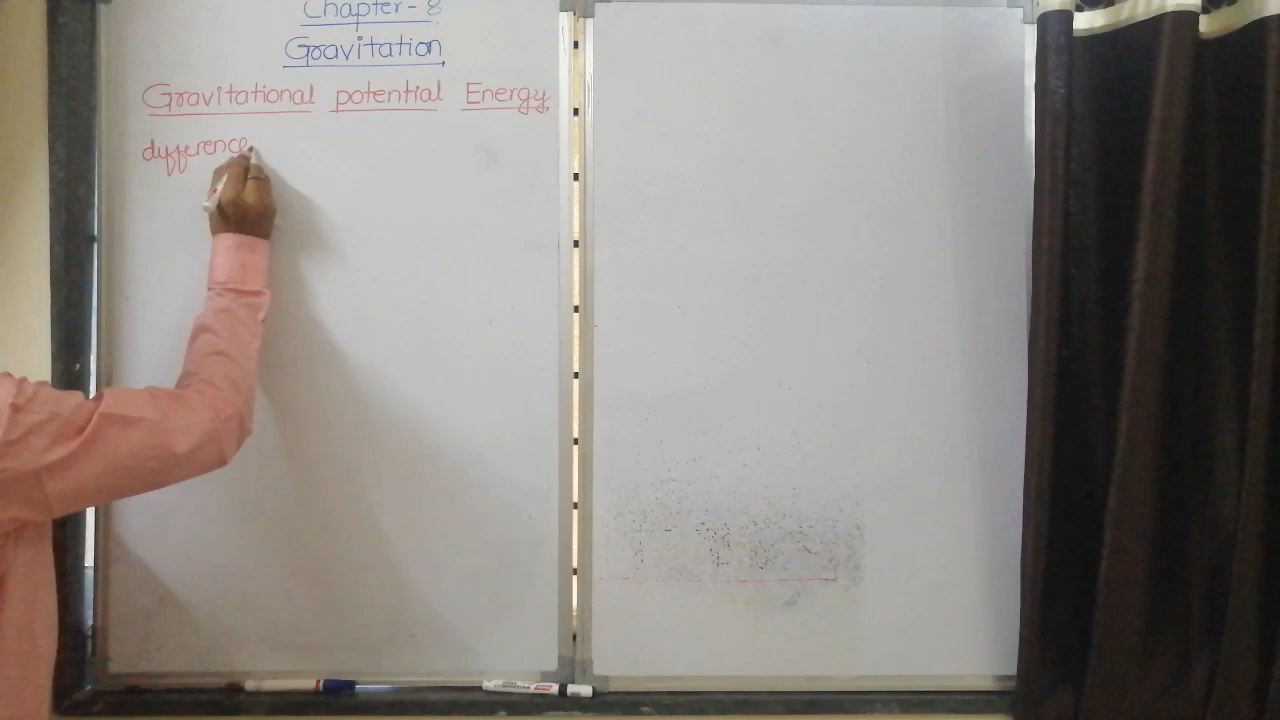 Chapter - 8
Gravitation
Gravitational potential Energy
difference